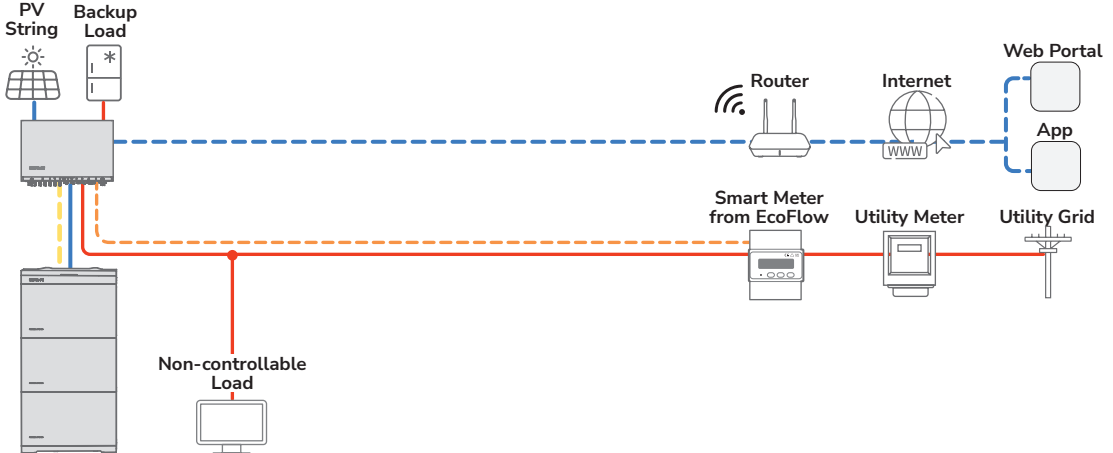 PV
String
Backup
Load
Router
Internet
Web Portal
App
WWW
Smart Meter
from EcoFlow
Utility Meter
Utility Grid
Non-controllable
Load